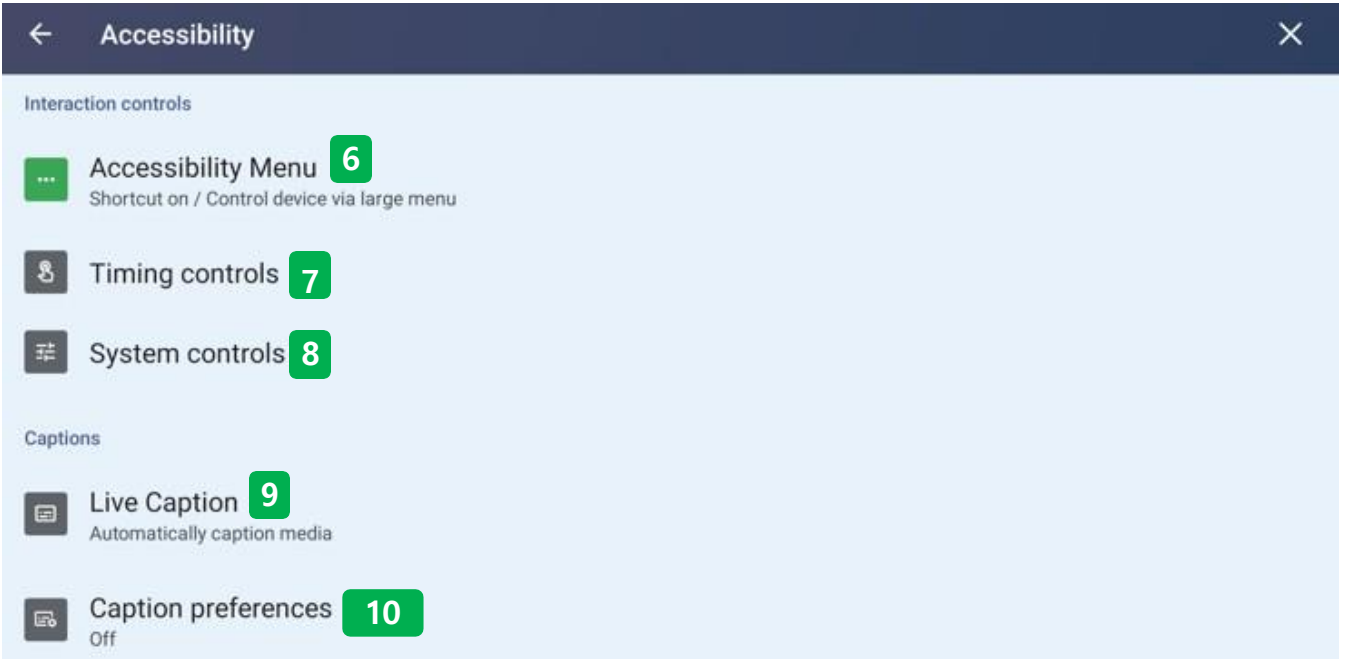 Accessibility
Interaction controls
Accessibility Menu 6
Shortcut on / Control device via large menu
Timing controls 7
System controls 8
Captions
Live Caption 9
Automatically caption media
Caption preferences 10
Off